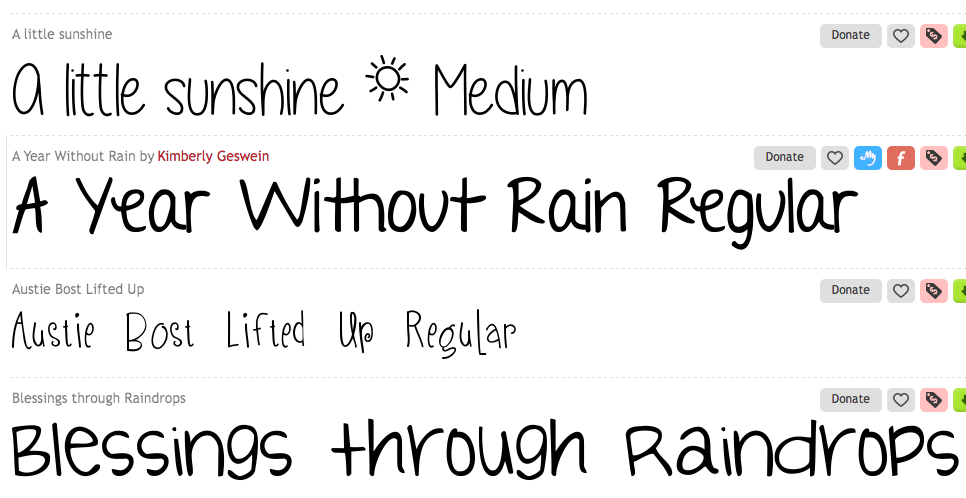 A little sunshine Donate
A little sunshine ☼ Medium
A Year Without Rain by Kimberly Geswein Donate f
A Year Without Rain Regular
Austie Bost Lifted Up Donate
Austie Bost Lifted Up Regular
Blessings through Raindrops Donate
Blessings through Raindrops